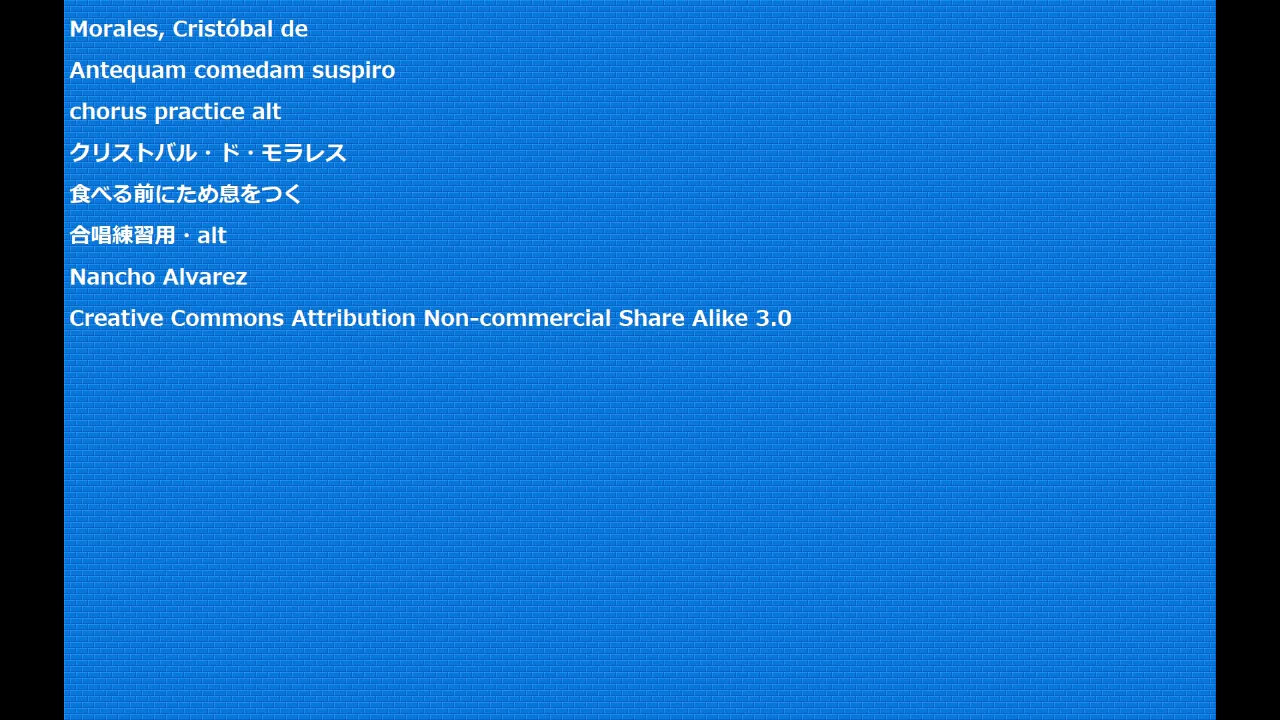 Morales, Cristóbal de
Antequam comedam suspiro
chorus practice alt
クリストバル・ド・モラレス
食べる前にため息をつく
合唱練習用・alt
Nancho Alvarez
Creative Commons Attribution Non-commercial Share Alike 3.0